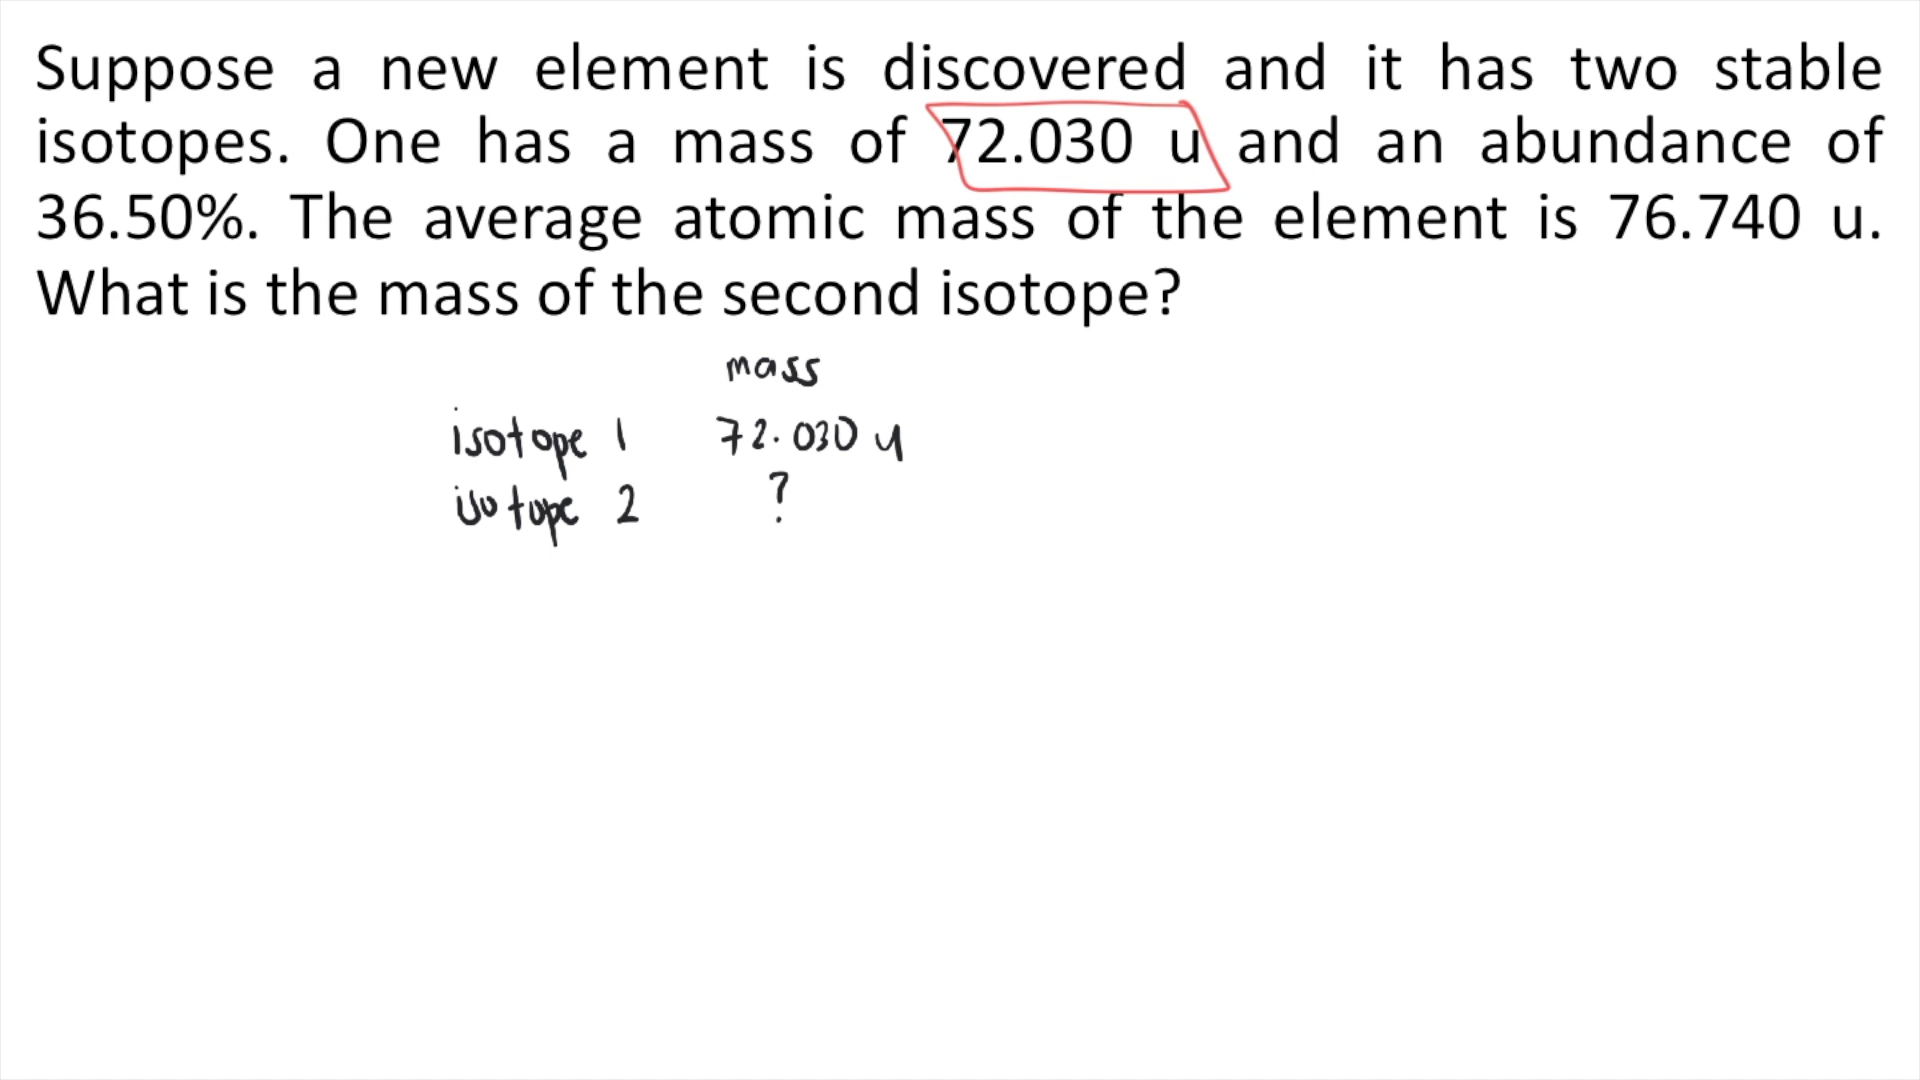 Suppose a new element is discovered and it has two stable
isotopes. One has a mass of 72.030 u and an abundance of
36.50%. The average atomic mass of the element is 76.740 u.
What is the mass of the second isotope?
mass
isotope 1 72.030 u
isotope 2 ?